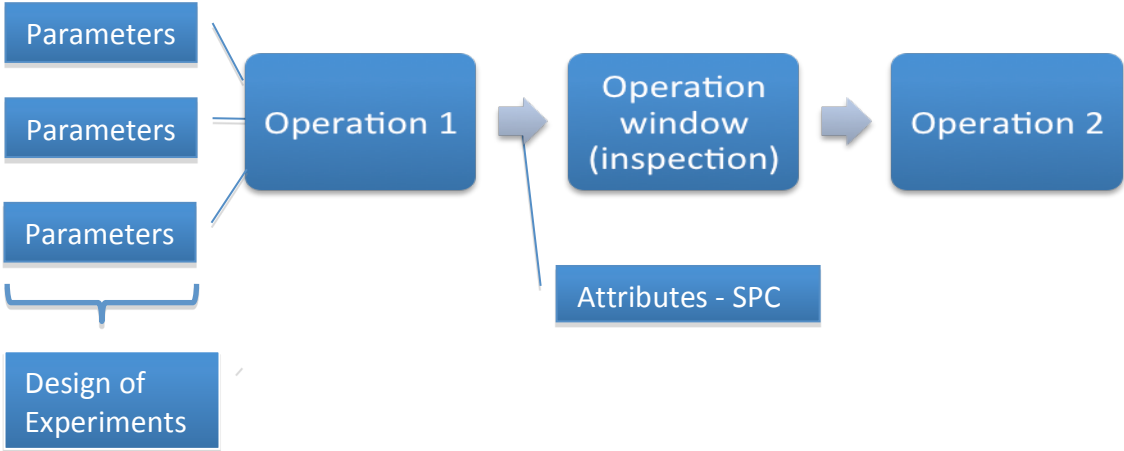 Parameters
Parameters
Parameters
Operation 1
Operation
window
(inspection)
Operation 2
Attributes - SPC
Design of
Experiments